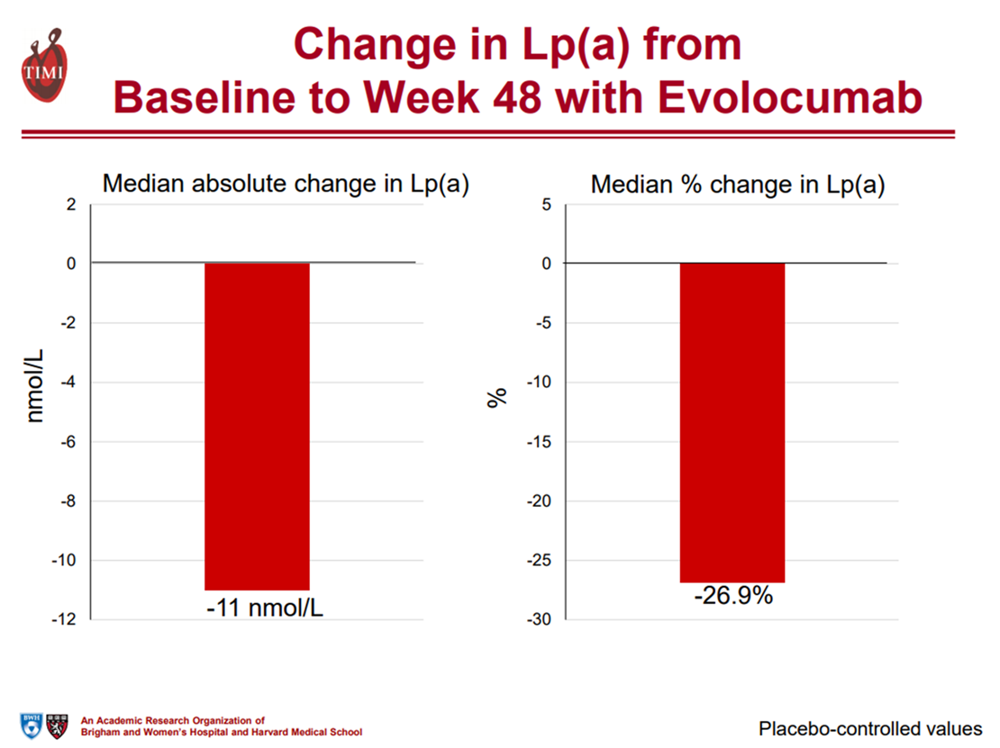 TIMI
Change in Lp(a) from
Baseline to Week 48 with Evolocumab
Median absolute change in Lp(a)
2
0
-2
-4
-6
-8
-10
-12
nmol/L
-11 nmol/L
Median % change in Lp(a)
5
0
-5
-10
-15
-20
-25
-30
%
-26.9%
BWH
An Academic Research Organization of
Brigham and Women's Hospital and Harvard Medical School
Placebo-controlled values